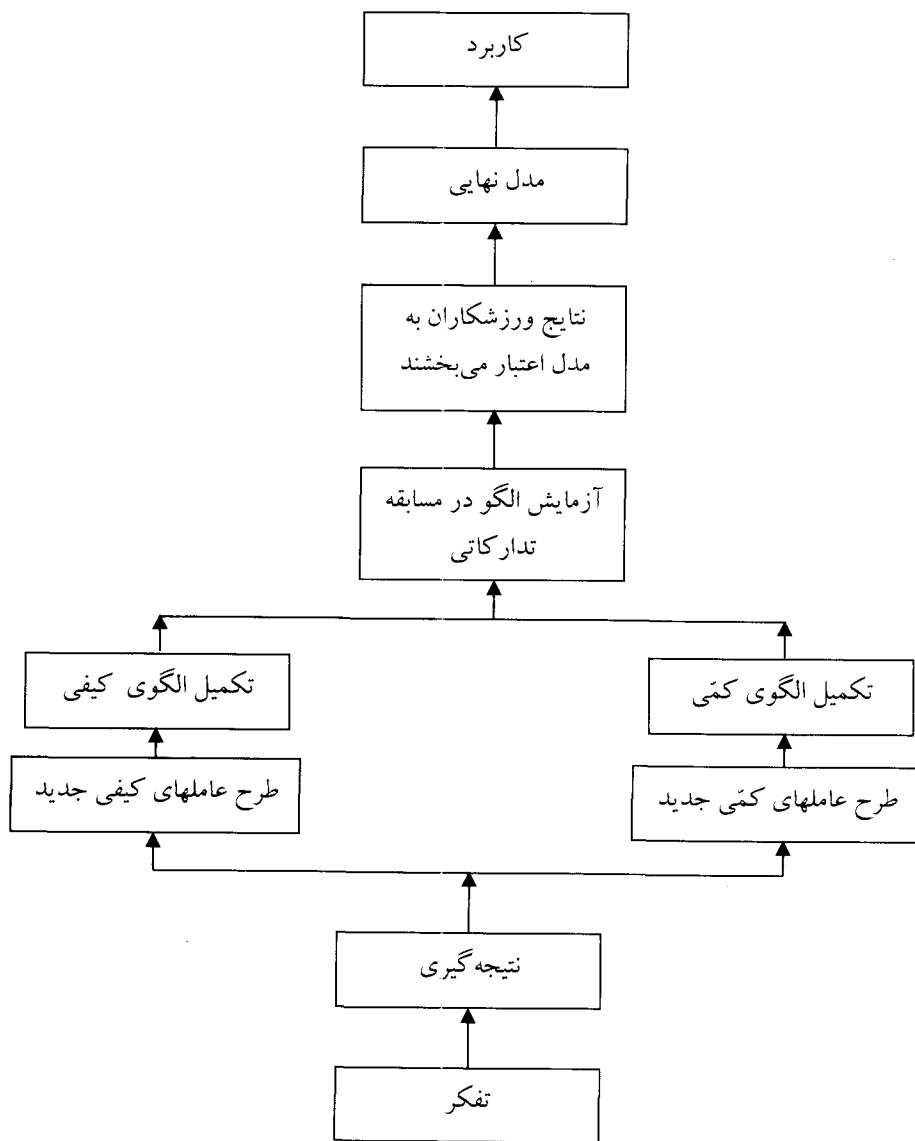 کاربرد
مدل نهایی
نتایج ورزشکاران به
مدل اعتبار می‌بخشند
آزمایش الگو در مسابقه
تدارکاتی
تکمیل الگوی کمّی
تکمیل الگوی کیفی
طرح عاملهای کمّی جدید
طرح عاملهای کیفی جدید
نتیجه‌گیری
تفکر